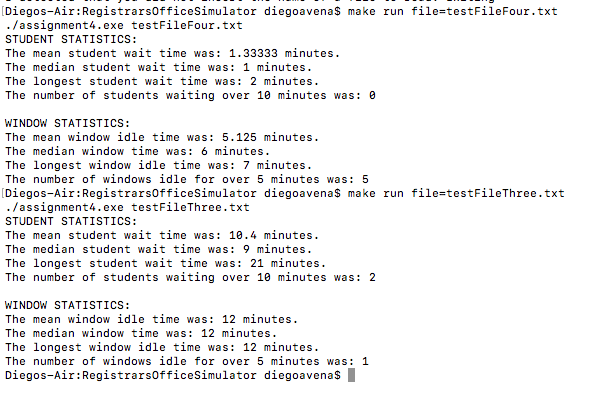 Diegos-Air:RegistrarsOfficeSimulator diegoavena$ make run file=testFileFour.txt
./assignment4.exe testFileFour.txt
STUDENT STATISTICS:
The mean student wait time was: 1.33333 minutes.
The median student wait time was: 1 minutes.
The longest student wait time was: 2 minutes.
The number of students waiting over 10 minutes was: 0

WINDOW STATISTICS:
The mean window idle time was: 5.125 minutes.
The median window time was: 6 minutes.
The longest window idle time was: 7 minutes.
The number of windows idle for over 5 minutes was: 5
Diegos-Air:RegistrarsOfficeSimulator diegoavena$ make run file=testFileThree.txt
./assignment4.exe testFileThree.txt
STUDENT STATISTICS:
The mean student wait time was: 10.4 minutes.
The median student wait time was: 9 minutes.
The longest student wait time was: 21 minutes.
The number of students waiting over 10 minutes was: 2

WINDOW STATISTICS:
The mean window idle time was: 12 minutes.
The median window time was: 12 minutes.
The longest window idle time was: 12 minutes.
The number of windows idle for over 5 minutes was: 1
Diegos-Air:RegistrarsOfficeSimulator diegoavena$